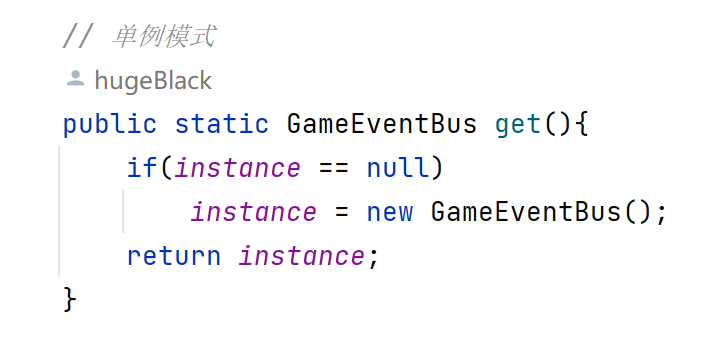 // 单例模式
hugeBlack
public static GameEventBus get(){
if(instance == null)
instance = new GameEventBus();
return instance;
}